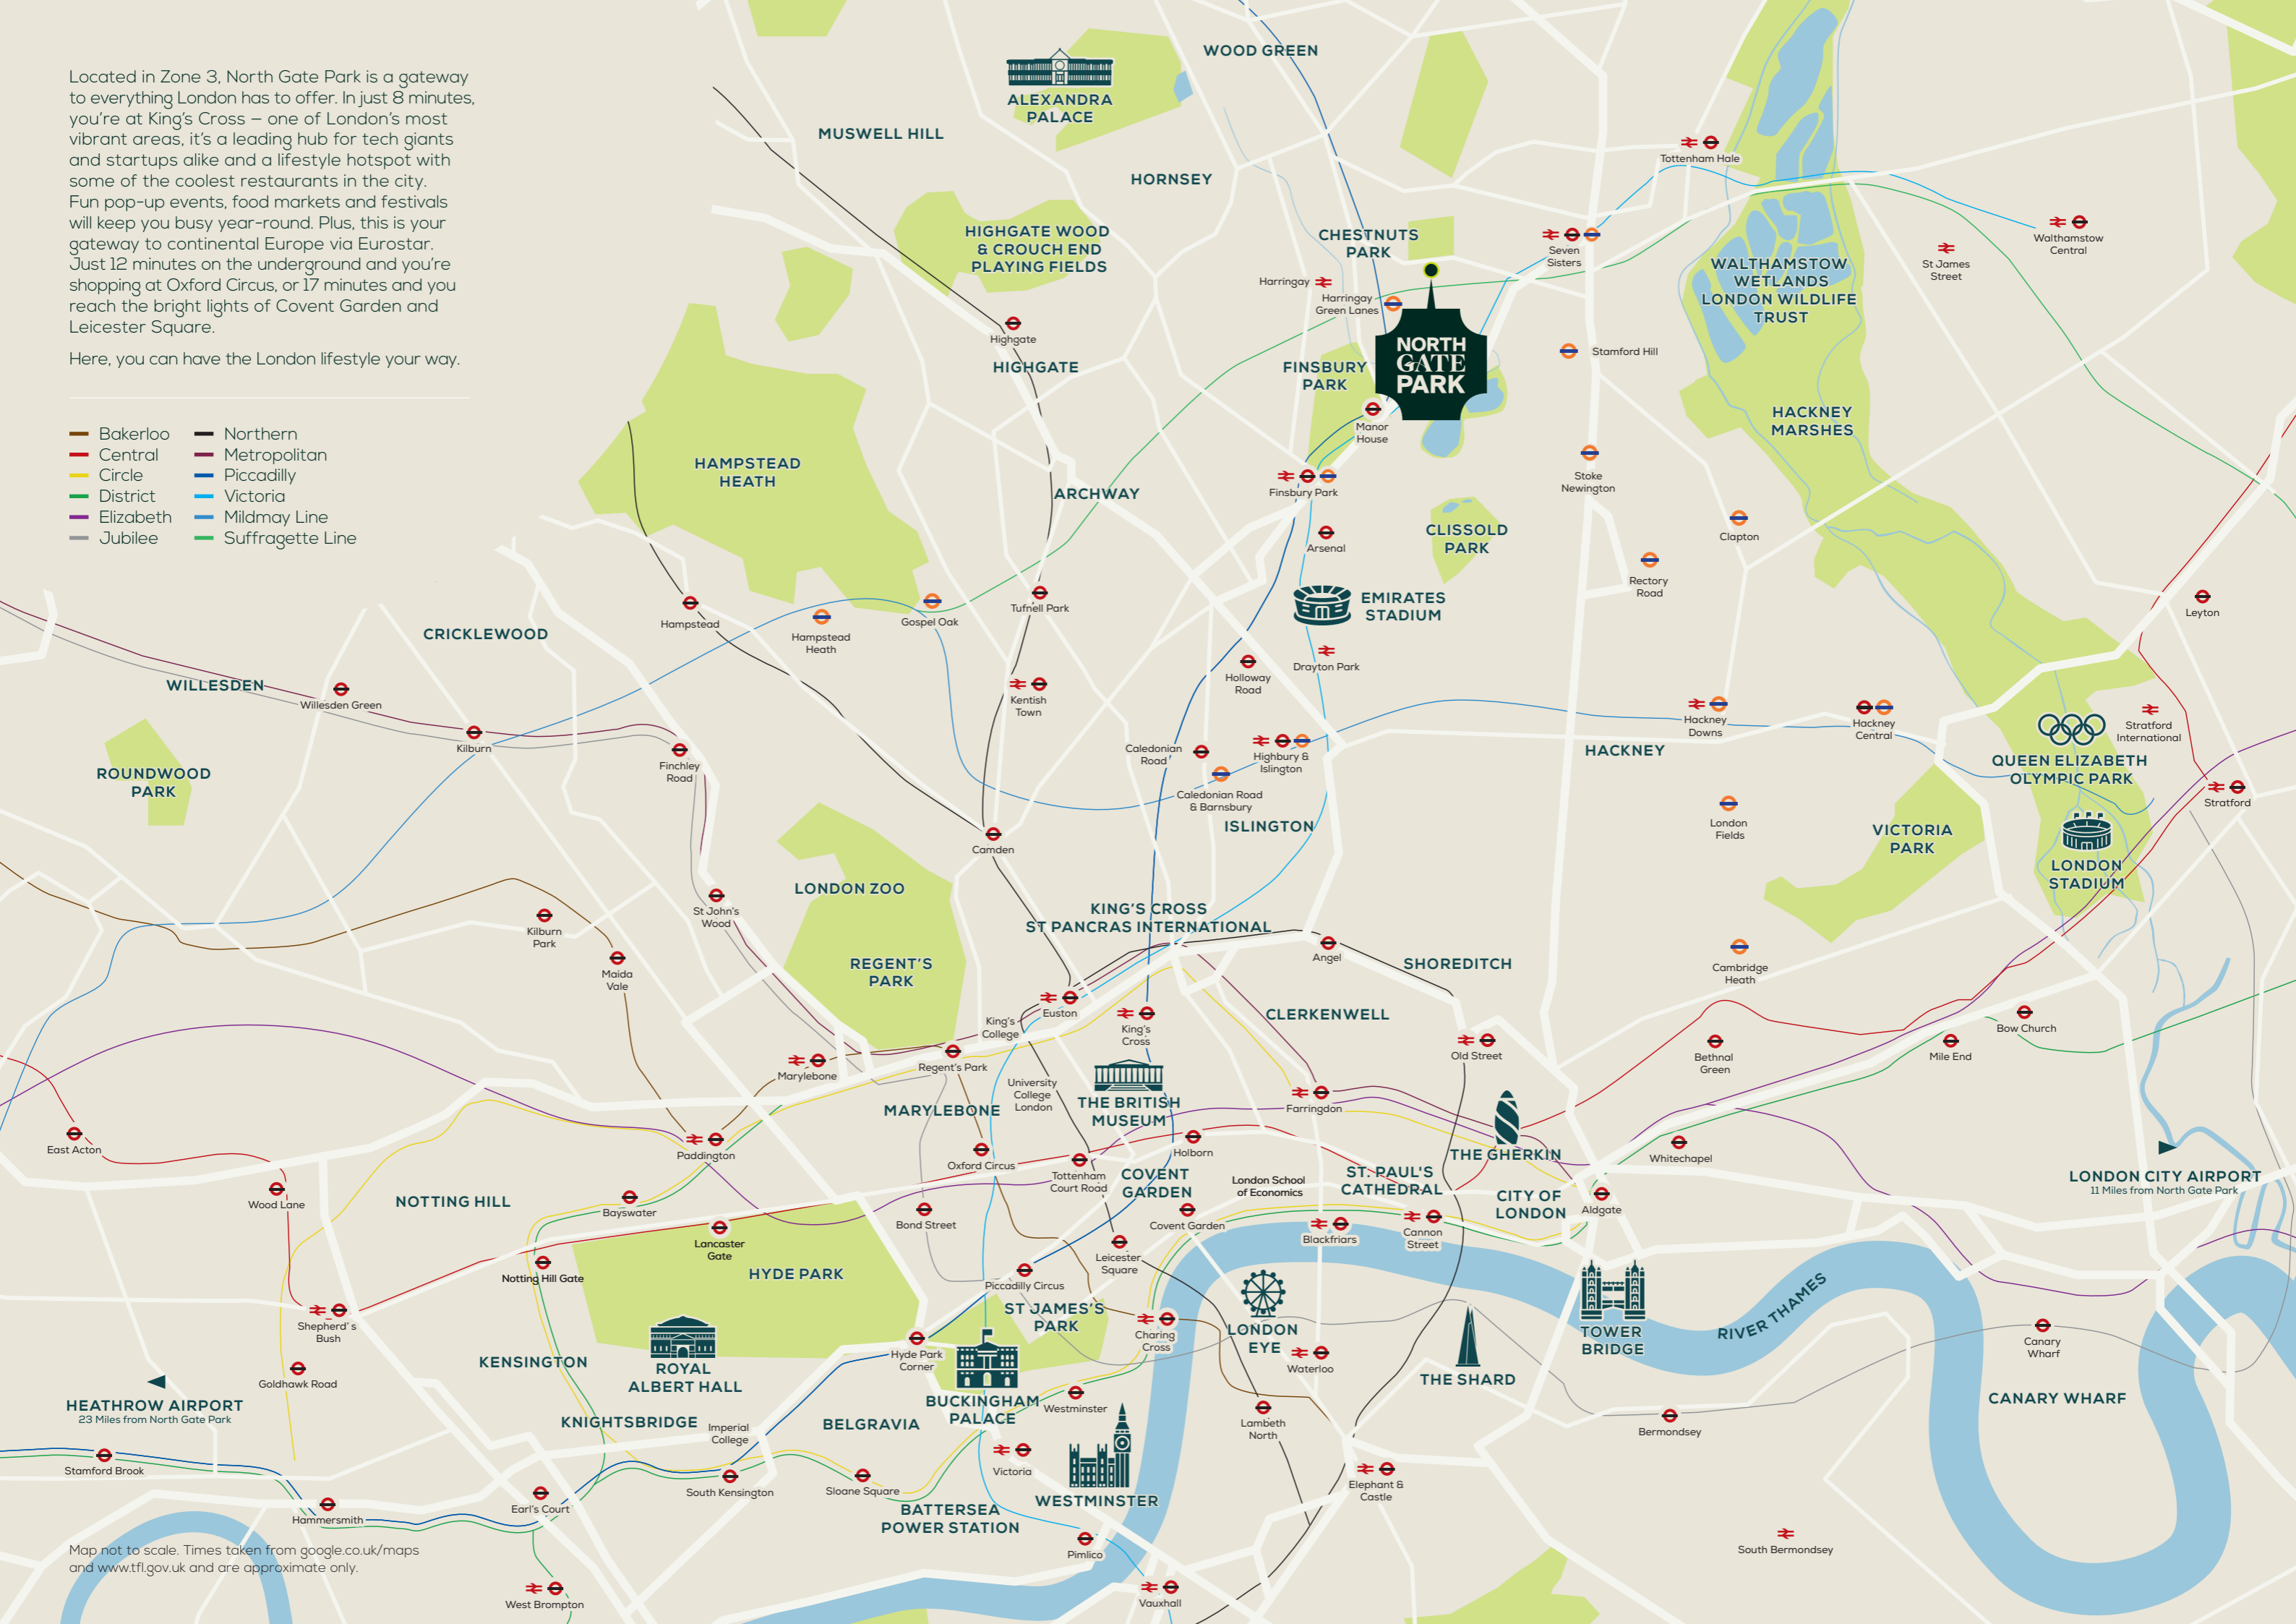 Located in Zone 3, North Gate Park is a gateway
to everything London has to offer. In just 8 minutes,
you're at King's Cross – one of London's most
vibrant areas, it's a leading hub for tech giants
and startups alike and a lifestyle hotspot with
some of the coolest restaurants in the city.
Fun pop-up events, food markets and festivals
will keep you busy year-round. Plus, this is your
gateway to continental Europe via Eurostar.
Just 12 minutes on the underground and you're
shopping at Oxford Circus, or 17 minutes and you
reach the bright lights of Covent Garden and
Leicester Square.
Here, you can have the London lifestyle your way.
Bakerloo
Central
Circle
District
Elizabeth
Jubilee
Northern
Metropolitan
Piccadilly
Victoria
Mildmay Line
Suffragette Line
WOOD GREEN
ALEXANDRA
PALACE
MUSWELL HILL
HORNSEY
Tottenham Hale
HIGHGATE WOOD
& CROUCH END
PLAYING FIELDS
CHESTNUTS
PARK
Seven
Sisters
Walthamstow
Central
St James
Street
WALTHAMSTOW
WETLANDS
LONDON WILDLIFE
TRUST
Harringay
Harringay
Green Lanes
NORTH
GATE
PARK
Highgate
HIGHGATE
FINSBURY
PARK
Stamford Hill
Manor
House
HACKNEY
MARSHES
HAMPSTEAD
HEATH
ARCHWAY
Finsbury Park
Stoke
Newington
Arsenal
CLISSOLD
PARK
Clapton
Rectory
Road
EMIRATES
STADIUM
Leyton
Hampstead
Hampstead
Heath
Gospel Oak
Tufnell Park
CRICKLEWOOD
Drayton Park
Holloway
Road
WILLESDEN
Willesden Green
Kentish
Town
Kilburn
Finchley
Road
Caledonian
Road
Highbury &
Islington
Caledonian Road
& Barnsbury
ISLINGTON
Hackney
Downs
Hackney
Central
HACKNEY
Stratford
International
QUEEN ELIZABETH
OLYMPIC PARK
Stratford
ROUNDWOOD
PARK
London
Fields
VICTORIA
PARK
LONDON
STADIUM
Camden
LONDON ZOO
St John's
Wood
Kilburn
Park
Maida
Vale
KING'S CROSS
ST PANCRAS INTERNATIONAL
REGENT'S
PARK
Angel
SHOREDITCH
Cambridge
Heath
Euston
King's
College
King's
Cross
CLERKENWELL
Old Street
Bethnal
Green
Mile End
Bow Church
Marylebone
Regent's Park
University
College
London
THE BRITISH
MUSEUM
MARYLEBONE
Farringdon
THE GHERKIN
East Acton
Paddington
Oxford Circus
Tottenham
Court Road
Holborn
Whitechapel
LONDON CITY AIRPORT
11 Miles from North Gate Park
Wood Lane
NOTTING HILL
Bayswater
Lancaster
Gate
Bond Street
COVENT
GARDEN
Covent Garden
London School
of Economics
ST. PAUL'S
CATHEDRAL
CITY OF
LONDON
Aldgate
Blackfriars
Cannon
Street
Notting Hill Gate
HYDE PARK
Leicester
Square
Piccadilly Circus
Shepherd's
Bush
ST JAMES'S
PARK
Charing
Cross
LONDON
EYE
Waterloo
TOWER
BRIDGE
RIVER THAMES
Canary
Wharf
Goldhawk Road
KENSINGTON
ROYAL
ALBERT HALL
Hyde Park
Corner
THE SHARD
CANARY WHARF
HEATHROW AIRPORT
23 Miles from North Gate Park
KNIGHTSBRIDGE
Imperial
College
BELGRAVIA
BUCKINGHAM
PALACE
Westminster
Lambeth
North
Bermondsey
Stamford Brook
South Kensington
Sloane Square
Victoria
WESTMINSTER
Elephant &
Castle
Hammersmith
Earl's Court
BATTERSEA
POWER STATION
Pimlico
South Bermondsey
Map not to scale. Times taken from google.co.uk/maps
and www.tfl.gov.uk and are approximate only.
West Brompton
Vauxhall